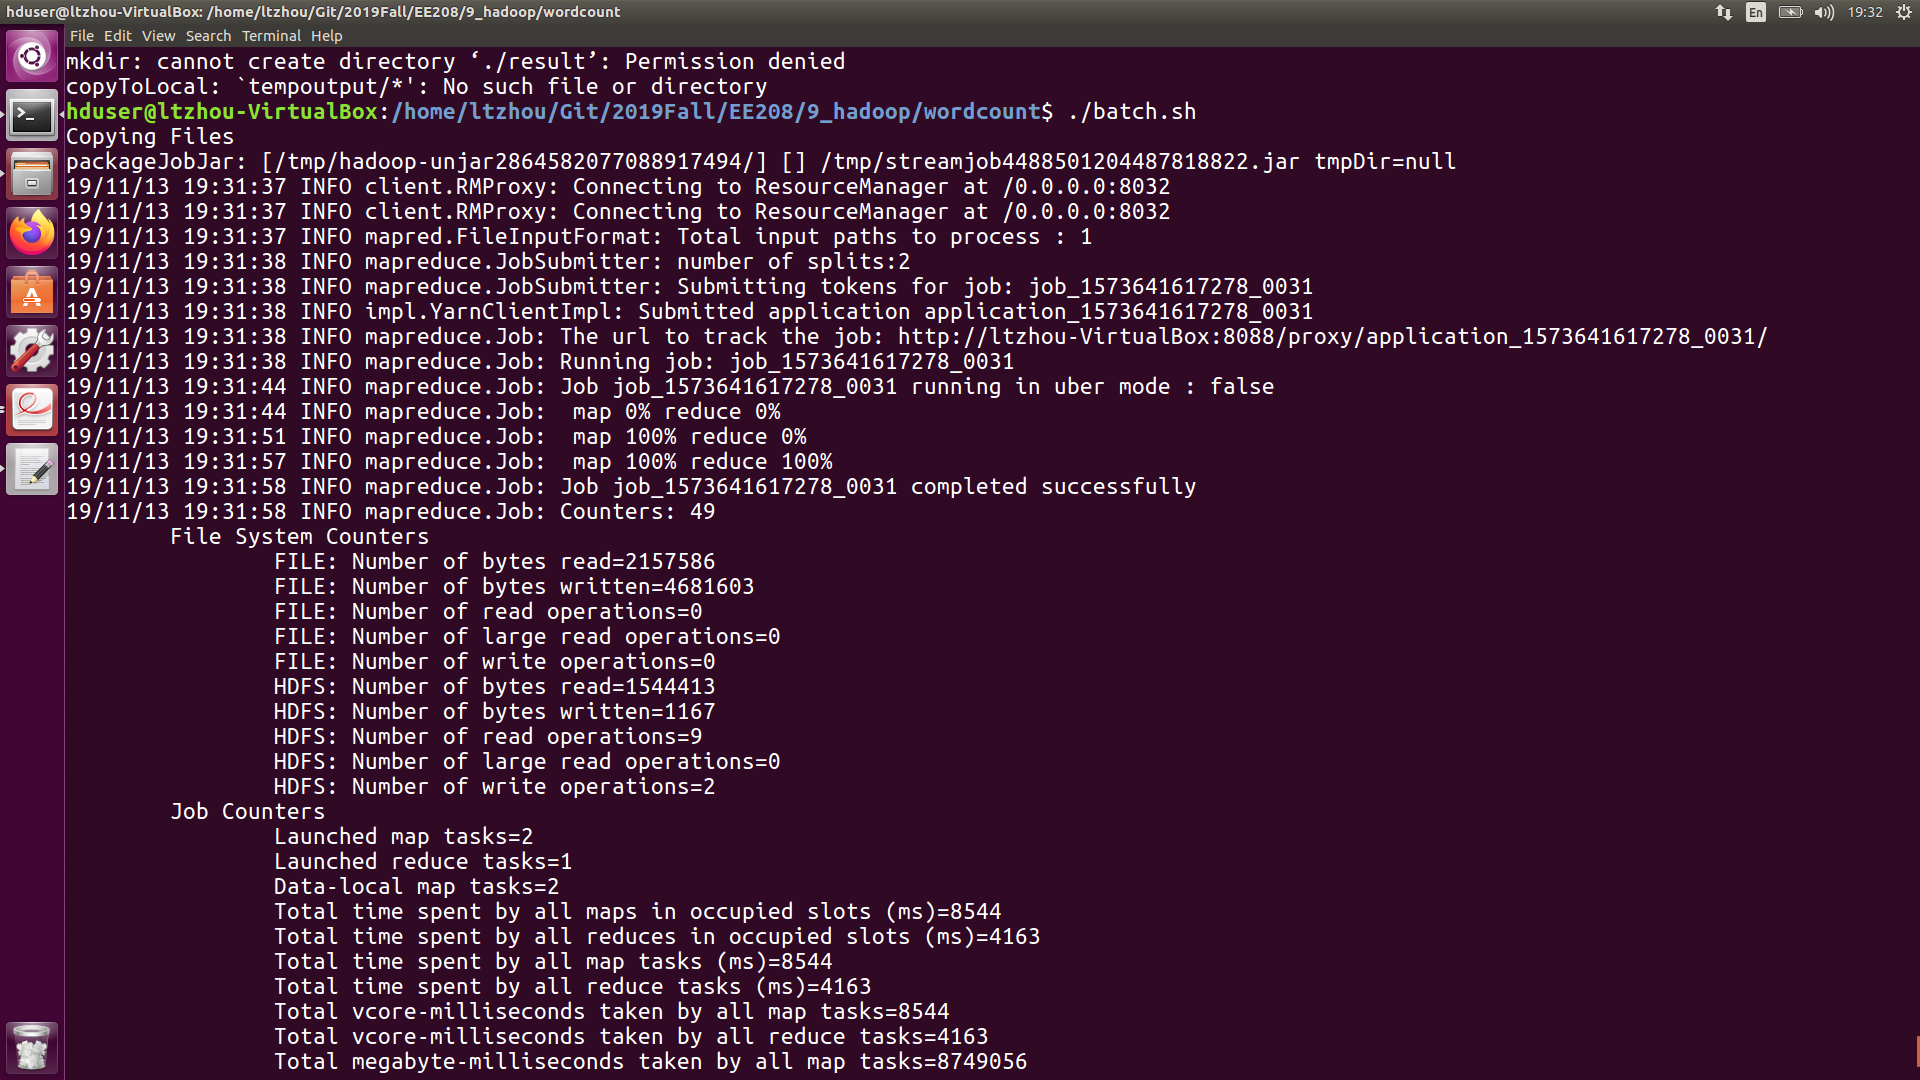 hduser@ltzhou-VirtualBox: /home/ltzhou/Git/2019Fall/EE208/9_hadoop/wordcount
En
19:32
File Edit View Search Terminal Help
mkdir: cannot create directory ‘./result’: Permission denied
copyToLocal: `tempoutput/*': No such file or directory
hduser@ltzhou-VirtualBox:/home/ltzhou/Git/2019Fall/EE208/9_hadoop/wordcount$ ./batch.sh
Copying Files
packageJobJar: [/tmp/hadoop-unjar2864582077088917494/] [] /tmp/streamjob4488501204487818822.jar tmpDir=null
19/11/13 19:31:37 INFO client.RMProxy: Connecting to ResourceManager at /0.0.0.0:8032
19/11/13 19:31:37 INFO client.RMProxy: Connecting to ResourceManager at /0.0.0.0:8032
19/11/13 19:31:37 INFO mapred.FileInputFormat: Total input paths to process : 1
19/11/13 19:31:38 INFO mapreduce.JobSubmitter: number of splits:2
19/11/13 19:31:38 INFO mapreduce.JobSubmitter: Submitting tokens for job: job_1573641617278_0031
19/11/13 19:31:38 INFO impl.YarnClientImpl: Submitted application application_1573641617278_0031
19/11/13 19:31:38 INFO mapreduce.Job: The url to track the job: http://ltzhou-VirtualBox:8088/proxy/application_1573641617278_0031/
19/11/13 19:31:38 INFO mapreduce.Job: Running job: job_1573641617278_0031
19/11/13 19:31:44 INFO mapreduce.Job: Job job_1573641617278_0031 running in uber mode : false
19/11/13 19:31:44 INFO mapreduce.Job:  map 0% reduce 0%
19/11/13 19:31:51 INFO mapreduce.Job:  map 100% reduce 0%
19/11/13 19:31:57 INFO mapreduce.Job:  map 100% reduce 100%
19/11/13 19:31:58 INFO mapreduce.Job: Job job_1573641617278_0031 completed successfully
19/11/13 19:31:58 INFO mapreduce.Job: Counters: 49
File System Counters
FILE: Number of bytes read=2157586
FILE: Number of bytes written=4681603
FILE: Number of read operations=0
FILE: Number of large read operations=0
FILE: Number of write operations=0
HDFS: Number of bytes read=1544413
HDFS: Number of bytes written=1167
HDFS: Number of read operations=9
HDFS: Number of large read operations=0
HDFS: Number of write operations=2
Job Counters
Launched map tasks=2
Launched reduce tasks=1
Data-local map tasks=2
Total time spent by all maps in occupied slots (ms)=8544
Total time spent by all reduces in occupied slots (ms)=4163
Total time spent by all map tasks (ms)=8544
Total time spent by all reduce tasks (ms)=4163
Total vcore-milliseconds taken by all map tasks=8544
Total vcore-milliseconds taken by all reduce tasks=4163
Total megabyte-milliseconds taken by all map tasks=8749056